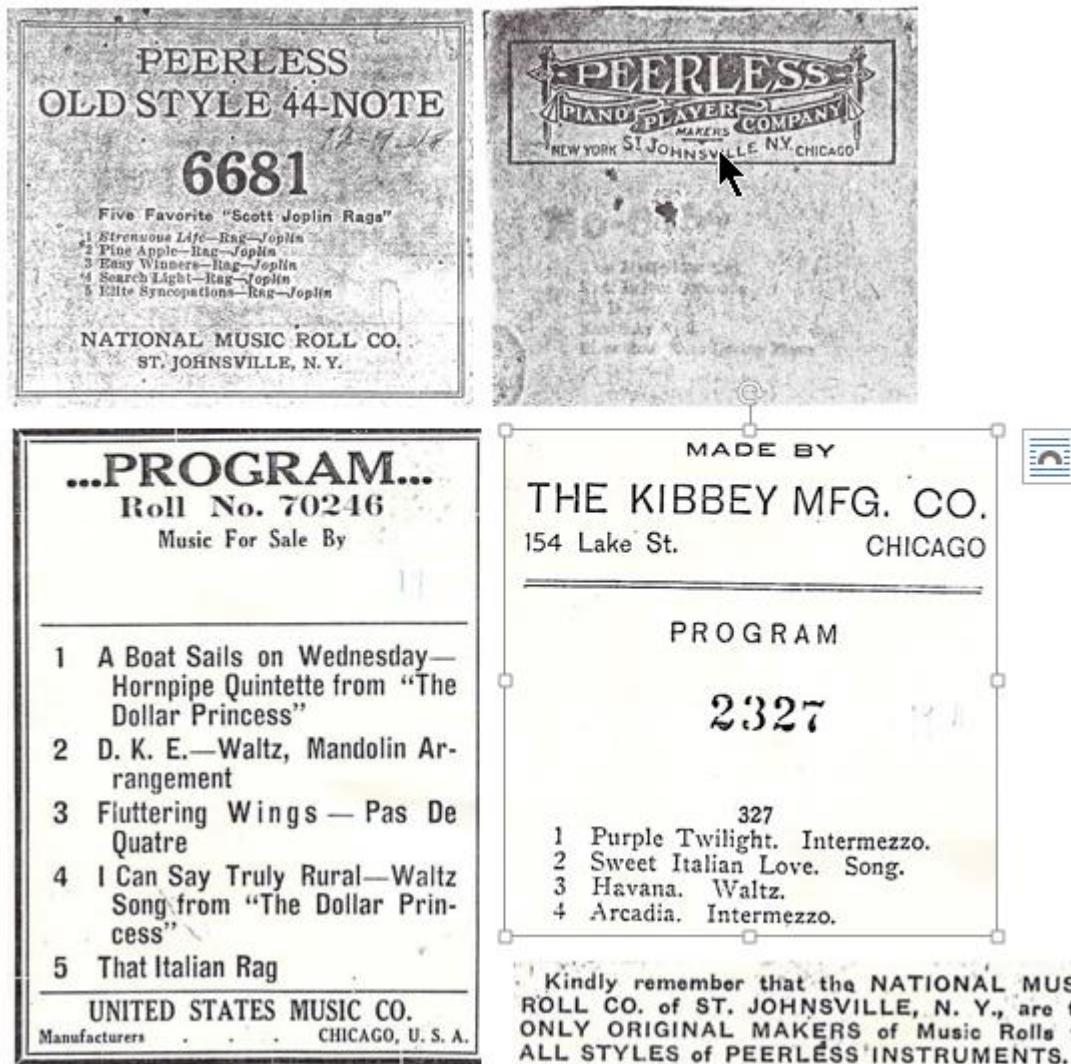 PEERLESS
OLD STYLE 44-NOTE
6681
Five Favorite "Scott Joplin Rags"
1 Strenuous Life—Rag—Joplin
2 Pine Apple—Rag—Joplin
3 Easy Winners—Rag—Joplin
4 Search Light—Rag—Joplin
5 Elite Syncopations—Rag—Joplin
NATIONAL MUSIC ROLL CO.
ST. JOHNSVILLE, N. Y.
PEERLESS
PIANO PLAYER COMPANY
MAKERS
NEW YORK ST. JOHNSVILLE N.Y. CHICAGO
...PROGRAM...
Roll No. 70246
Music For Sale By
1 A Boat Sails on Wednesday—
Hornpipe Quintette from "The
Dollar Princess"
2 D. K. E.—Waltz, Mandolin Ar-
rangement
3 Fluttering Wings — Pas De
Quatre
4 I Can Say Truly Rural—Waltz
Song from "The Dollar Prin-
cess"
5 That Italian Rag
UNITED STATES MUSIC CO.
Manufacturers . . . CHICAGO, U. S. A.
MADE BY
THE KIBBEY MFG. CO.
154 Lake St. CHICAGO
PROGRAM
2327
327
1 Purple Twilight. Intermezzo.
2 Sweet Italian Love. Song.
3 Havana. Waltz.
4 Arcadia. Intermezzo.
Kindly remember that the NATIONAL MUS
ROLL CO. of ST. JOHNSVILLE, N. Y., are
ONLY ORIGINAL MAKERS of Music Rolls
ALL STYLES of PEERLESS INSTRUMENTS.